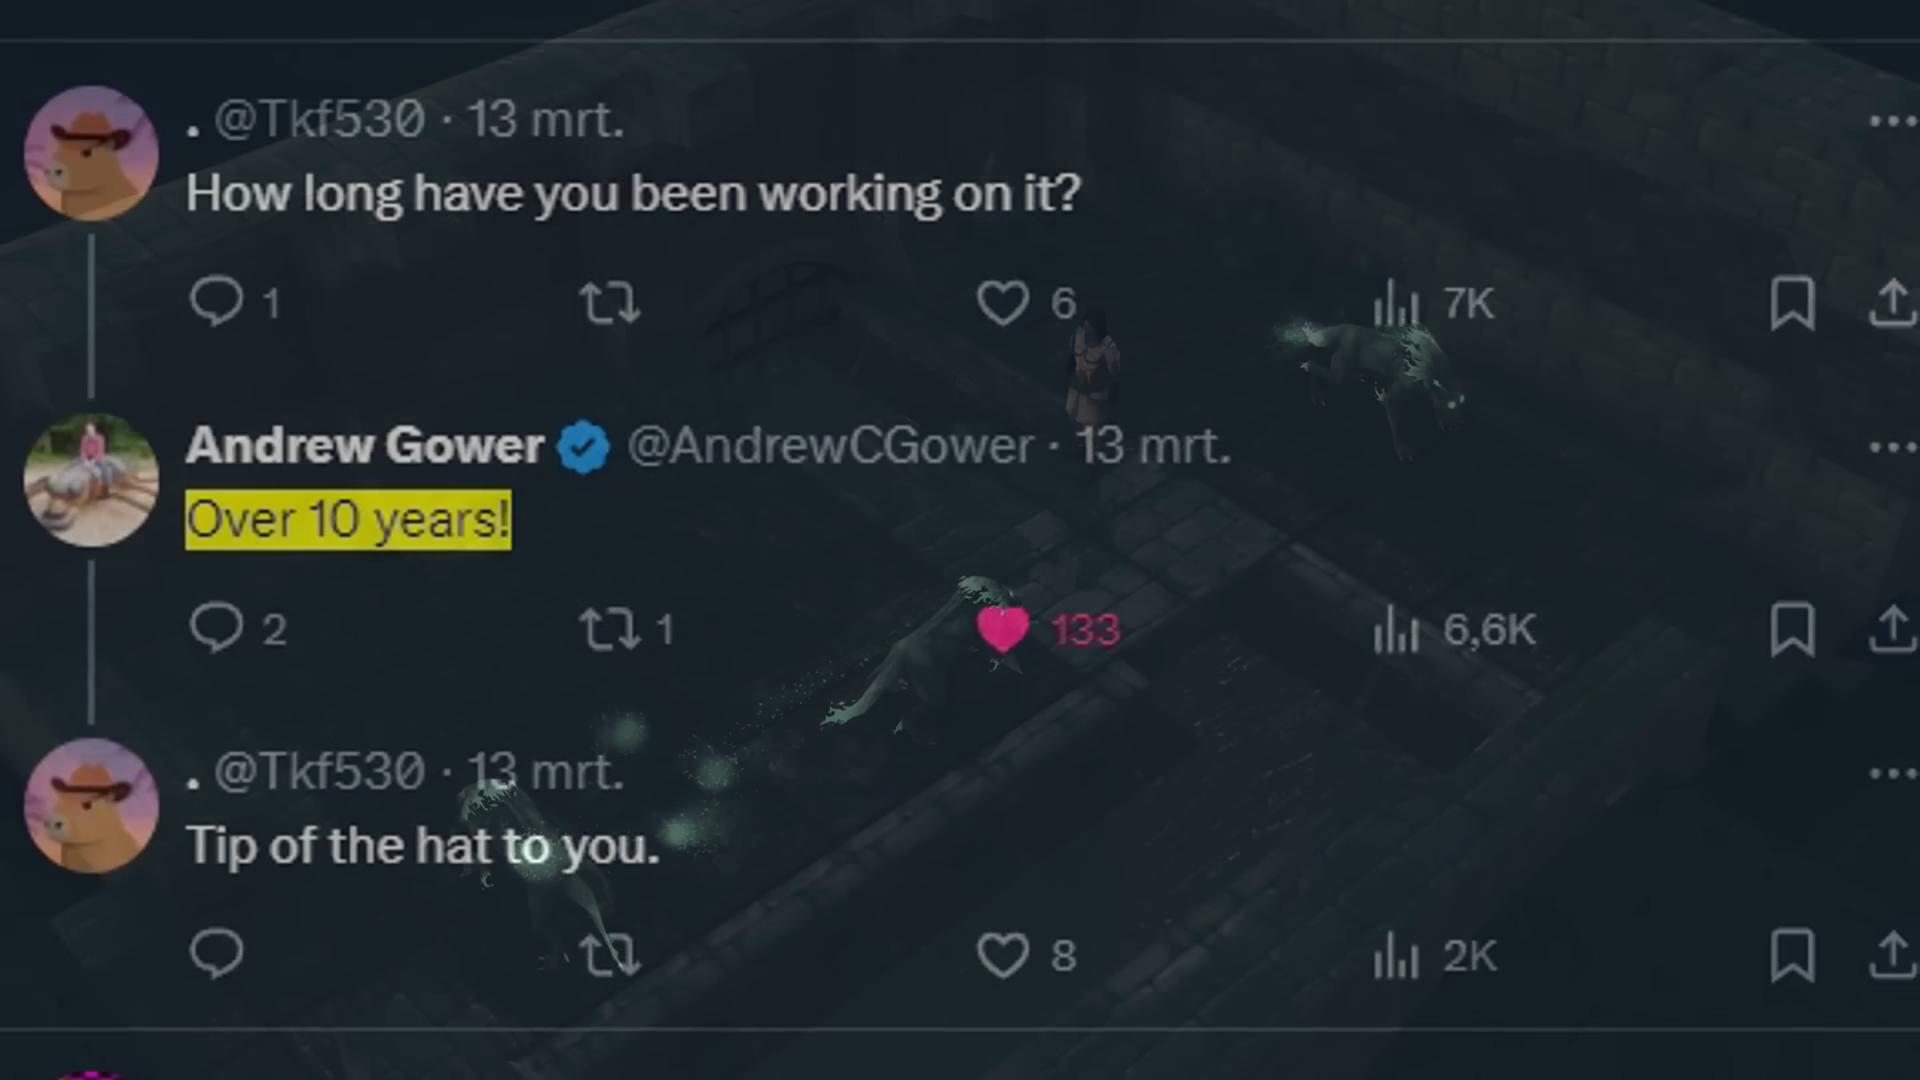 . @Tkf530 · 13 mrt.
How long have you been working on it?
1 6 7K
Andrew Gower @AndrewCGower · 13 mrt.
Over 10 years!
2 1 133 6,6K
. @Tkf530 · 13 mrt.
Tip of the hat to you.
8 2K